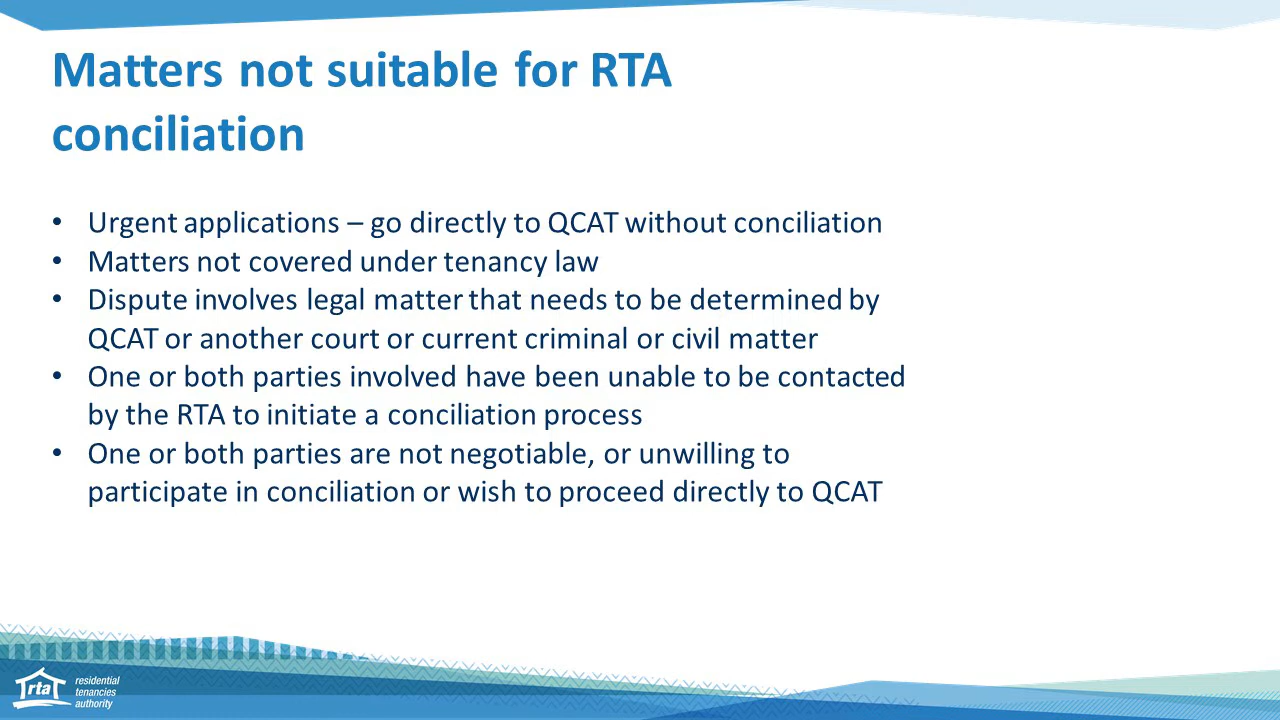 Matters not suitable for RTA
conciliation
• Urgent applications – go directly to QCAT without conciliation
• Matters not covered under tenancy law
• Dispute involves legal matter that needs to be determined by
QCAT or another court or current criminal or civil matter
• One or both parties involved have been unable to be contacted
by the RTA to initiate a conciliation process
• One or both parties are not negotiable, or unwilling to
participate in conciliation or wish to proceed directly to QCAT
rta
residential
tenancies
authority